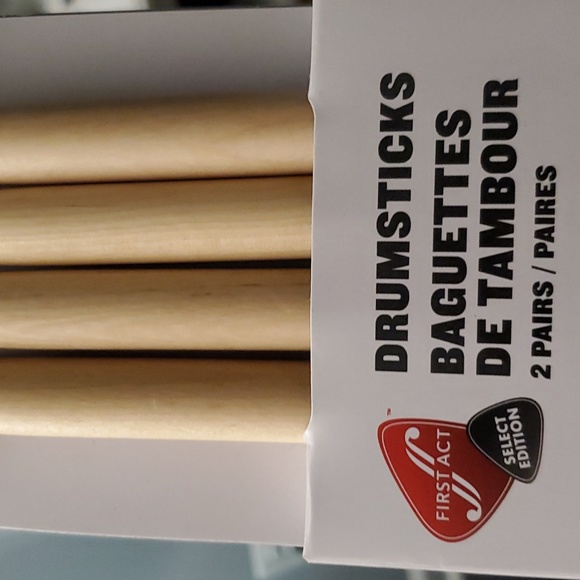 FIRST ACT
SELECT
EDITION
DRUMSTICKS
BAGUETTES
DE TAMBOUR
2 PAIRS / PAIRES